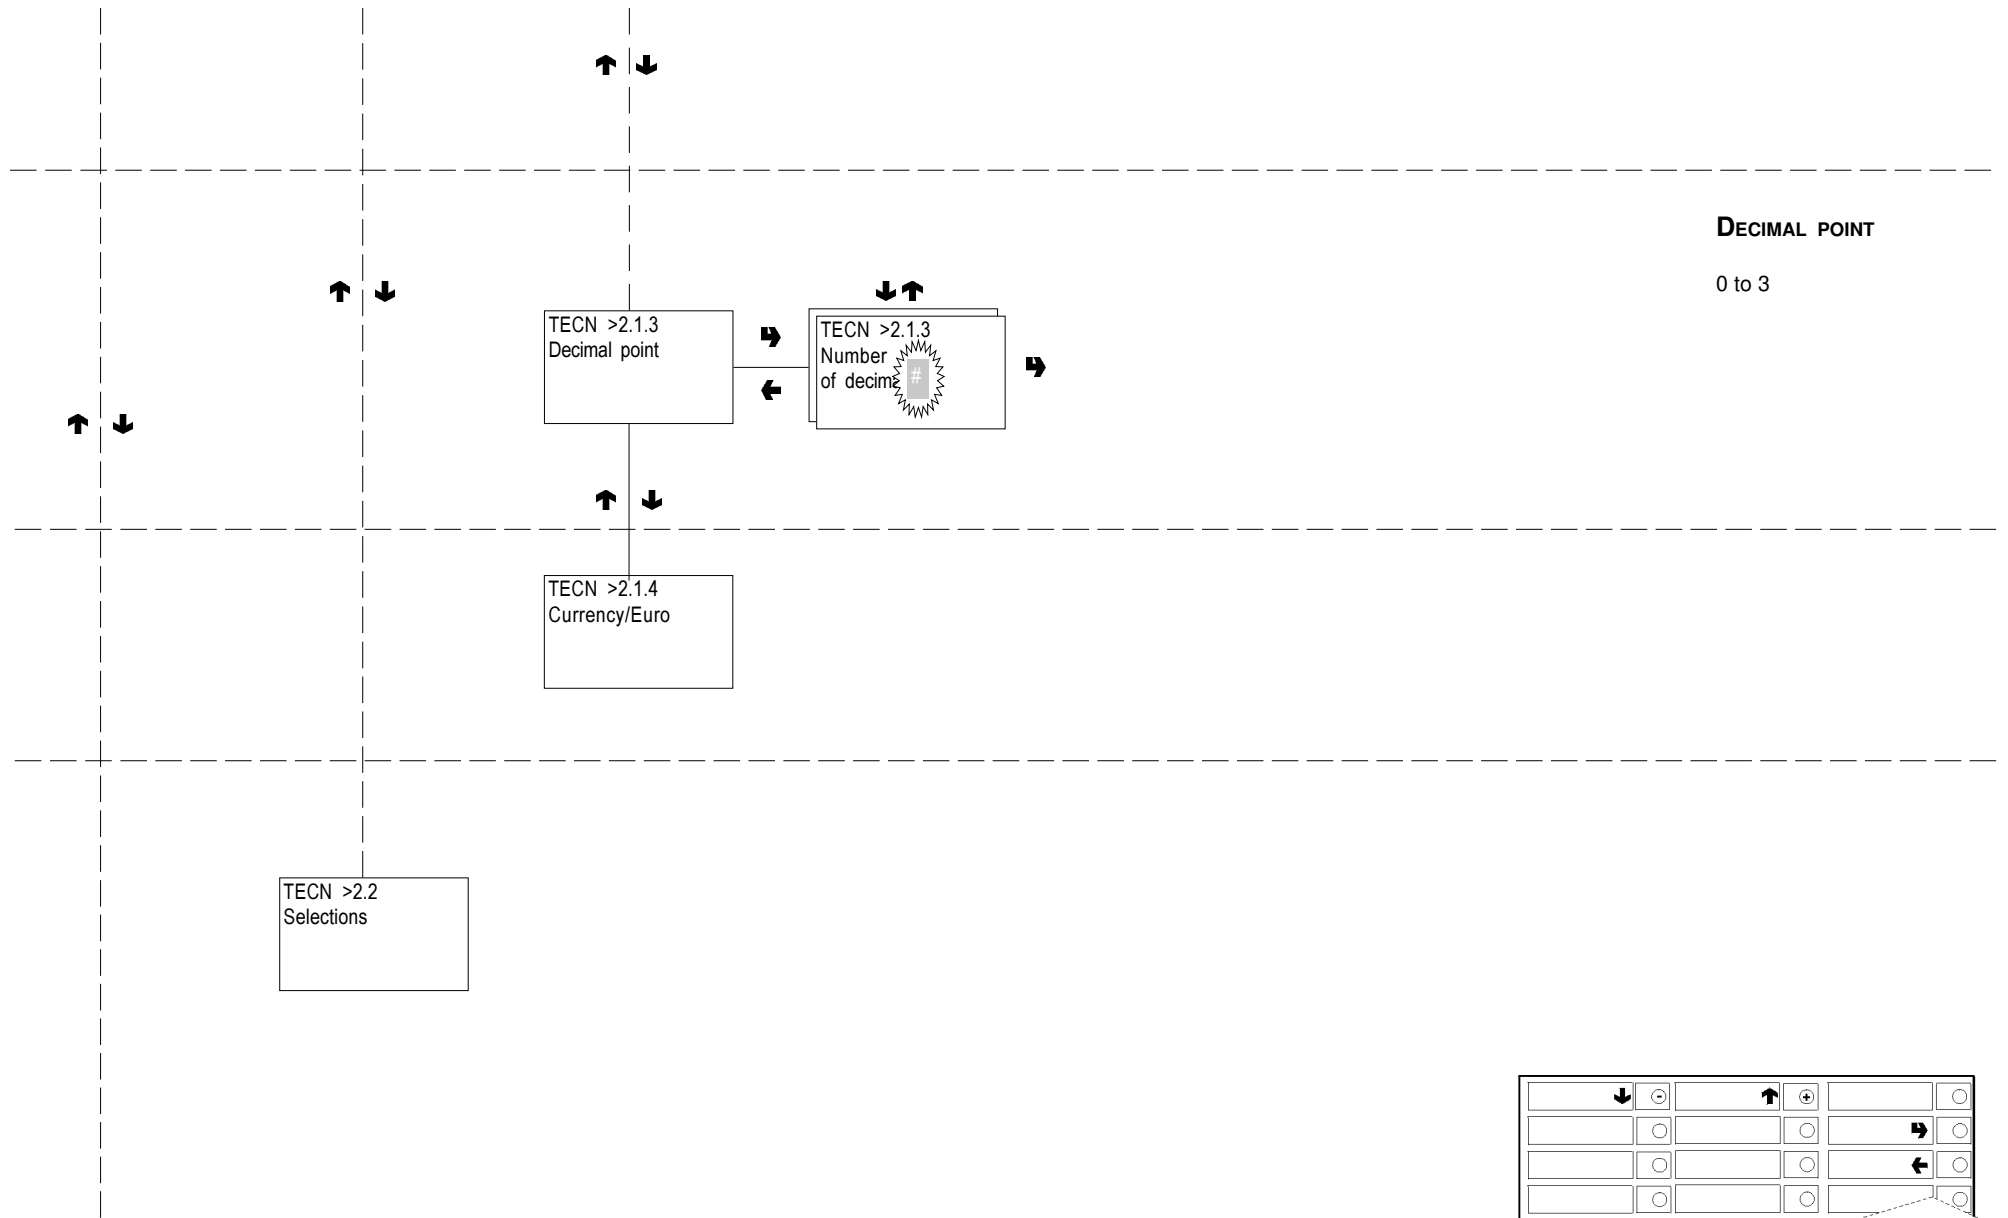 DECIMAL POINT
0 to 3
TECN >2.1.3
Decimal point
TECN >2.1.3
Number
of decima
#
TECN >2.1.4
Currency/Euro
TECN >2.2
Selections
- +